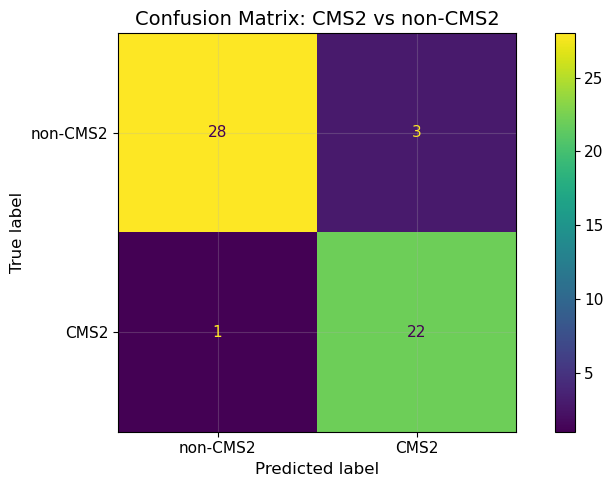 Confusion Matrix: CMS2 vs non-CMS2
True label
non-CMS2
28
3
CMS2
1
22
non-CMS2
CMS2
Predicted label
25
20
15
10
5